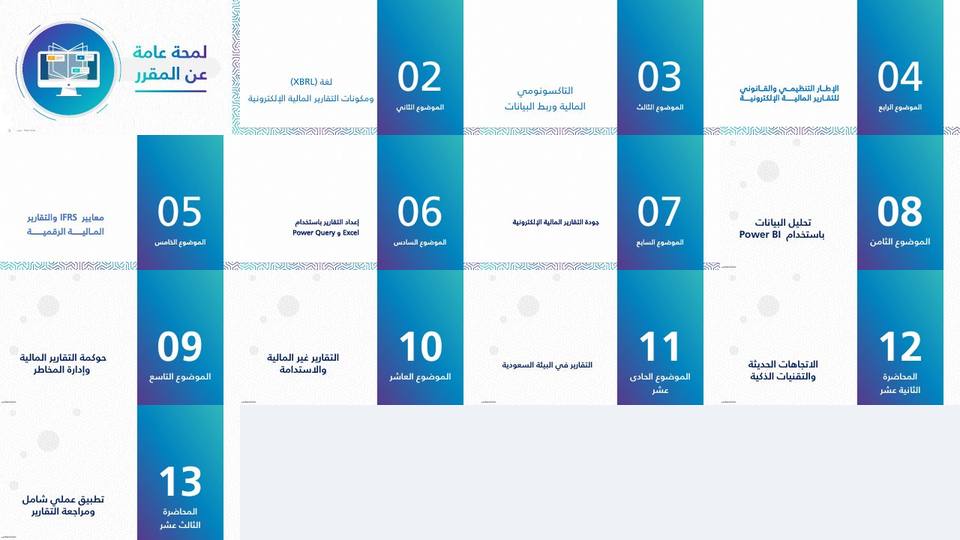 لمحة عامة
عن المقرر
02
الموضوع الثاني
لغة (XBRL)
ومكونات التقارير المالية الإلكترونية
03
الموضوع الثالث
التاكسونومي
المالية وربط البيانات
04
الموضوع الرابع
الإطار التنظيمي والقانوني
للتقارير المالية الإلكترونية
05
الموضوع الخامس
معايير IFRS والتقارير
المالية الرقمية
06
الموضوع السادس
إعداد التقارير باستخدام
Excel و Power Query
07
الموضوع السابع
جودة التقارير المالية الإلكترونية
08
الموضوع الثامن
تحليل البيانات
باستخدام Power BI
09
الموضوع التاسع
حوكمة التقارير المالية
وإدارة المخاطر
10
الموضوع العاشر
التقارير غير المالية
والاستدامة
11
الموضوع الحادي
عشر
التقارير في البيئة السعودية
12
المحاضرة
الثانية عشر
الاتجاهات الحديثة
والتقنيات الذكية
13
المحاضرة
الثالث عشر
تطبيق عملي شامل
ومراجعة التقارير